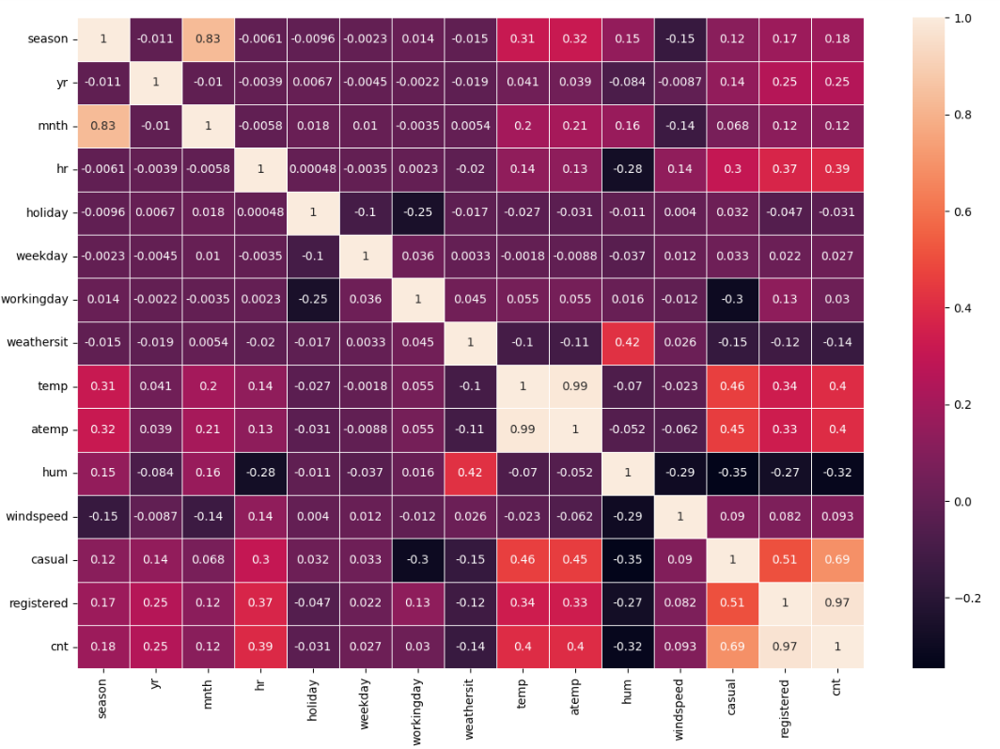 season 1 -0.011 0.83 -0.0061 -0.0096 -0.0023 0.014 -0.015 0.31 0.32 0.15 -0.15 0.12 0.17 0.18
yr -0.011 1 -0.01 -0.0039 0.0067 -0.0045 -0.0022 -0.019 0.041 0.039 -0.084 -0.0087 0.14 0.25 0.25
mnth 0.83 -0.01 1 -0.0058 0.018 0.01 -0.0035 0.0054 0.2 0.21 0.16 -0.14 0.068 0.12 0.12
hr -0.0061 -0.0039 -0.0058 1 0.00048 -0.0035 0.0023 -0.02 0.14 0.13 -0.28 0.14 0.3 0.37 0.39
holiday -0.0096 0.0067 0.018 0.00048 1 -0.1 -0.25 -0.017 -0.027 -0.031 -0.011 0.004 0.032 -0.047 -0.031
weekday -0.0023 -0.0045 0.01 -0.0035 -0.1 1 0.036 0.0033 -0.0018 -0.0088 -0.037 0.012 0.033 0.022 0.027
workingday 0.014 -0.0022 -0.0035 0.0023 -0.25 0.036 1 0.045 0.055 0.055 0.016 -0.012 -0.3 0.13 0.03
weathersit -0.015 -0.019 0.0054 -0.02 -0.017 0.0033 0.045 1 -0.1 -0.11 0.42 0.026 -0.15 -0.12 -0.14
temp 0.31 0.041 0.2 0.14 -0.027 -0.0018 0.055 -0.1 1 0.99 -0.07 -0.023 0.46 0.34 0.4
atemp 0.32 0.039 0.21 0.13 -0.031 -0.0088 0.055 -0.11 0.99 1 -0.052 -0.062 0.45 0.33 0.4
hum 0.15 -0.084 0.16 -0.28 -0.011 -0.037 0.016 0.42 -0.07 -0.052 1 -0.29 -0.35 -0.27 -0.32
windspeed -0.15 -0.0087 -0.14 0.14 0.004 0.012 -0.012 0.026 -0.023 -0.062 -0.29 1 0.09 0.082 0.093
casual 0.12 0.14 0.068 0.3 0.032 0.033 -0.3 -0.15 0.46 0.45 -0.35 0.09 1 0.51 0.69
registered 0.17 0.25 0.12 0.37 -0.047 0.022 0.13 -0.12 0.34 0.33 -0.27 0.082 0.51 1 0.97
cnt 0.18 0.25 0.12 0.39 -0.031 0.027 0.03 -0.14 0.4 0.4 -0.32 0.093 0.69 0.97 1
season yr mnth hr holiday weekday workingday weathersit temp atemp hum windspeed casual registered cnt
1.0
0.8
0.6
0.4
0.2
0.0
−0.2